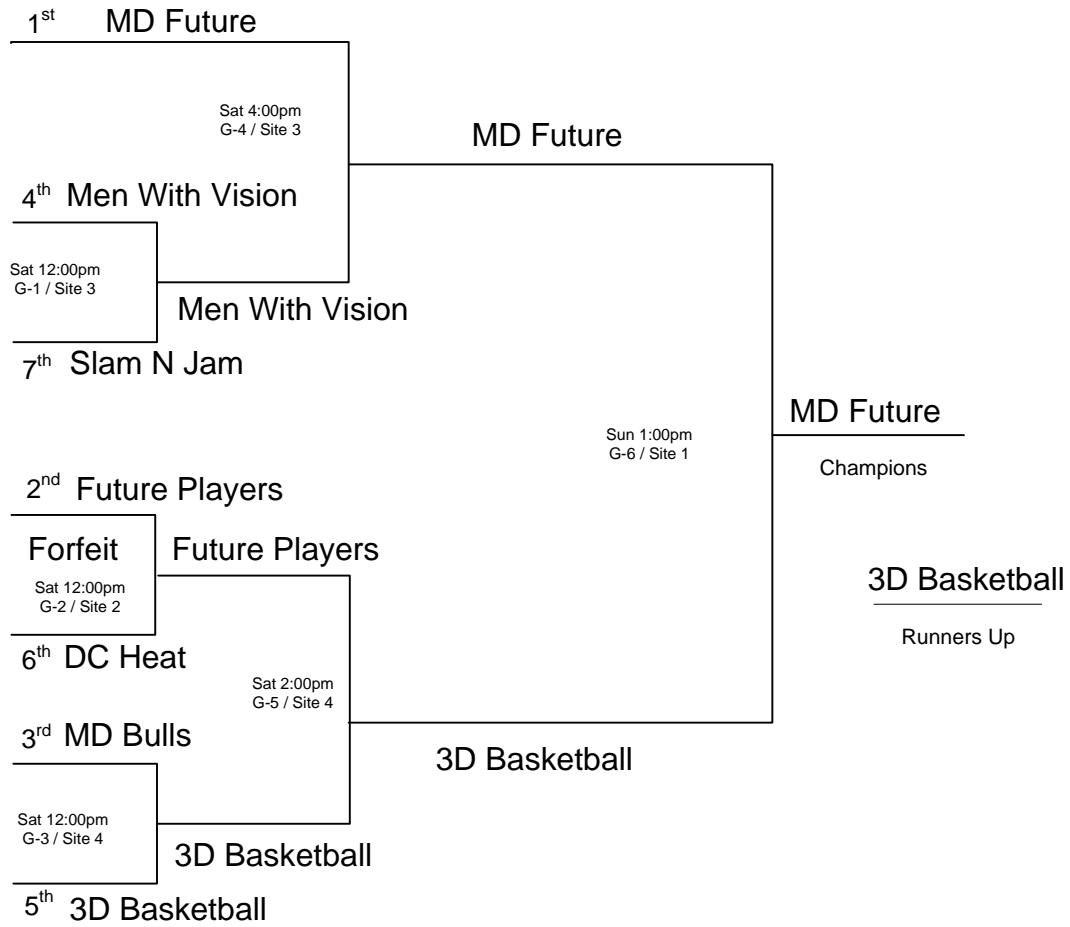 1st MD Future
Sat 4:00pm
G-4 / Site 3
MD Future
4th Men With Vision
Sat 12:00pm
G-1 / Site 3
Men With Vision
7th Slam N Jam
MD Future
Sun 1:00pm
G-6 / Site 1
Champions
2nd Future Players
Forfeit
Future Players
Sat 12:00pm
G-2 / Site 2
3D Basketball
Runners Up
6th DC Heat
Sat 2:00pm
G-5 / Site 4
3rd MD Bulls
3D Basketball
Sat 12:00pm
G-3 / Site 4
3D Basketball
5th 3D Basketball